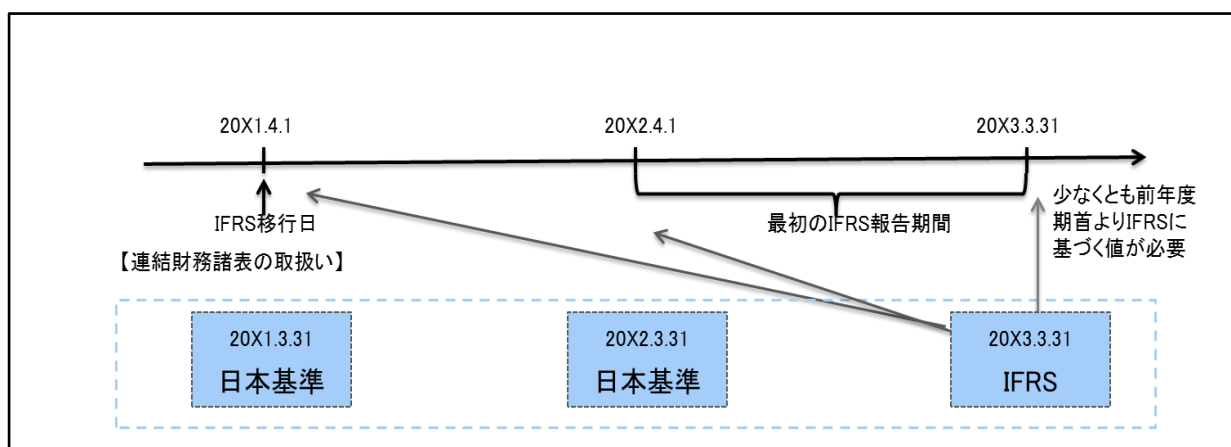 20X1.4.1
20X2.4.1
20X3.3.31
IFRS移行日
最初のIFRS報告期間
少なくとも前年度
期首よりIFRSに
基づく値が必要
【連結財務諸表の取扱い】
20X1.3.31
日本基準
20X2.3.31
日本基準
20X3.3.31
IFRS